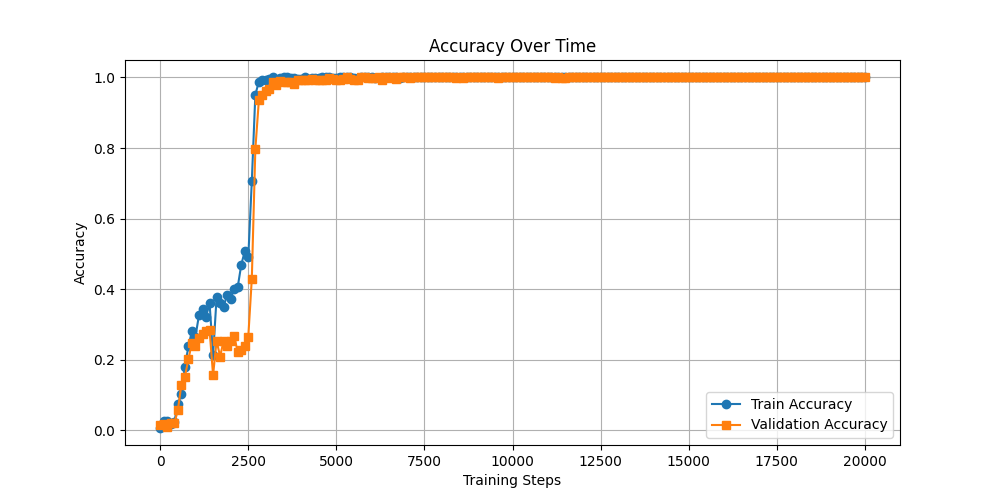 Accuracy Over Time
1.0
0.8
0.6
0.4
0.2
0.0
Accuracy
0 2500 5000 7500 10000 12500 15000 17500 20000
Training Steps
Train Accuracy
Validation Accuracy